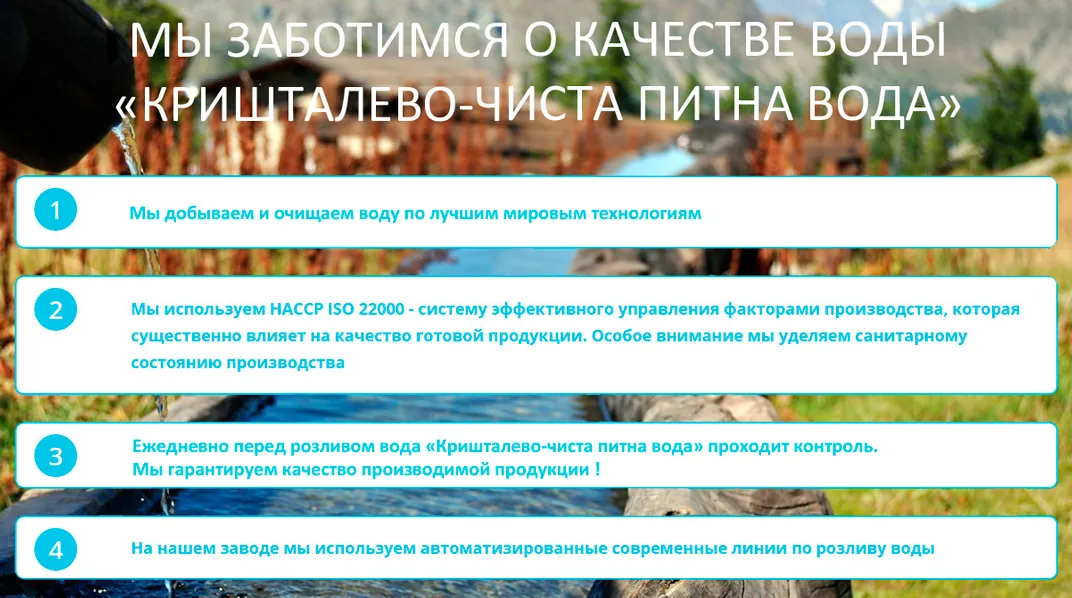 МЫ ЗАБОТИМСЯ О КАЧЕСТВЕ ВОДЫ
«КРИШТАЛЕВО-ЧИСТА ПИТНА ВОДА»
1
Мы добываем и очищаем воду по лучшим мировым технологиям
2
Мы используем HACCP ISO 22000 - систему эффективного управления факторами производства, которая
существенно влияет на качество готовой продукции. Особое внимание мы уделяем санитарному
состоянию производства
3
Ежедневно перед розливом вода «Кришталево-чиста питна вода» проходит контроль.
Мы гарантируем качество производимой продукции !
4
На нашем заводе мы используем автоматизированные современные линии по розливу воды